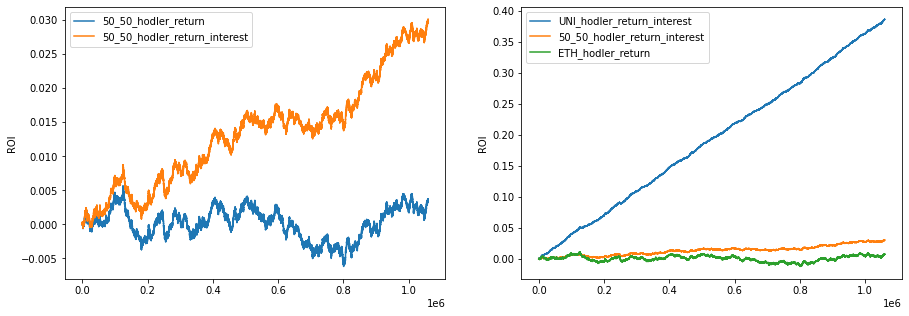 50_50_hodler_return
50_50_hodler_return_interest
ROI
0.030
0.025
0.020
0.015
0.010
0.005
0.000
−0.005
0.0 0.2 0.4 0.6 0.8 1.0
1e6
UNI_hodler_return_interest
50_50_hodler_return_interest
ETH_hodler_return
ROI
0.40
0.35
0.30
0.25
0.20
0.15
0.10
0.05
0.00
0.0 0.2 0.4 0.6 0.8 1.0
1e6